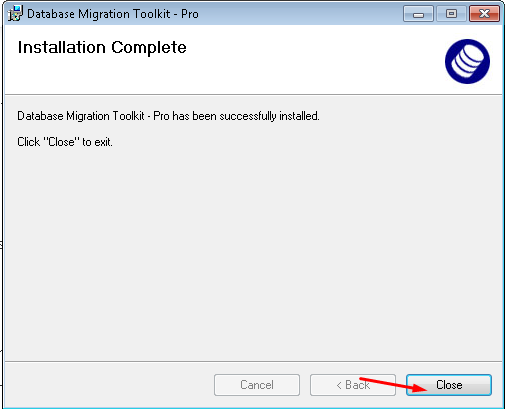 Database Migration Toolkit - Pro
Installation Complete
Database Migration Toolkit - Pro has been successfully installed.
Click "Close" to exit.
Cancel
< Back
Close